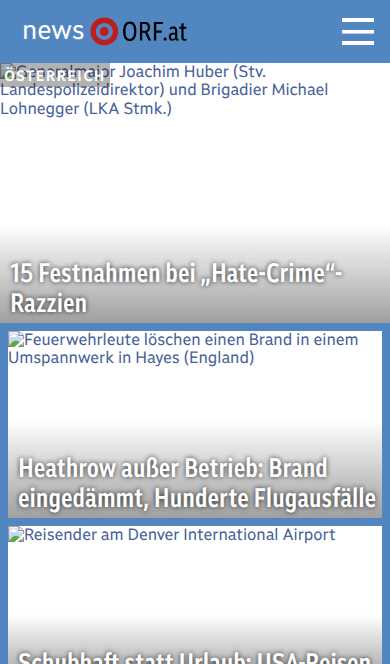 news ORF.at
ÖSTERREICH
Generalmajor Joachim Huber (Stv.
Landespolizeidirektor) und Brigadier Michael
Lohnegger (LKA Stmk.)
15 Festnahmen bei „Hate-Crime“-
Razzien
Feuerwehrleute löschen einen Brand in einem
Umspannwerk in Hayes (England)
Heathrow außer Betrieb: Brand
eingedämmt, Hunderte Flugausfälle
Reisender am Denver International Airport
Schubhaft statt Urlaub: USA-Reisen